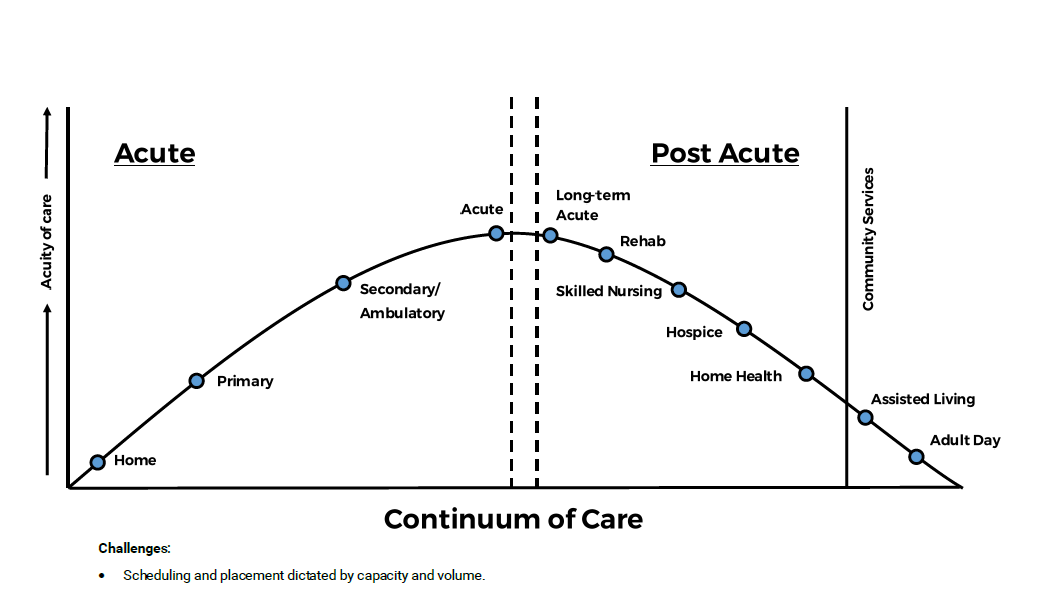 Acute
Post Acute
Acuity of care
Community Services
Acute
Long-term
Acute
Rehab
Secondary/
Ambulatory
Skilled Nursing
Hospice
Primary
Home Health
Assisted Living
Adult Day
Home
Continuum of Care
Challenges:
• Scheduling and placement dictated by capacity and volume.